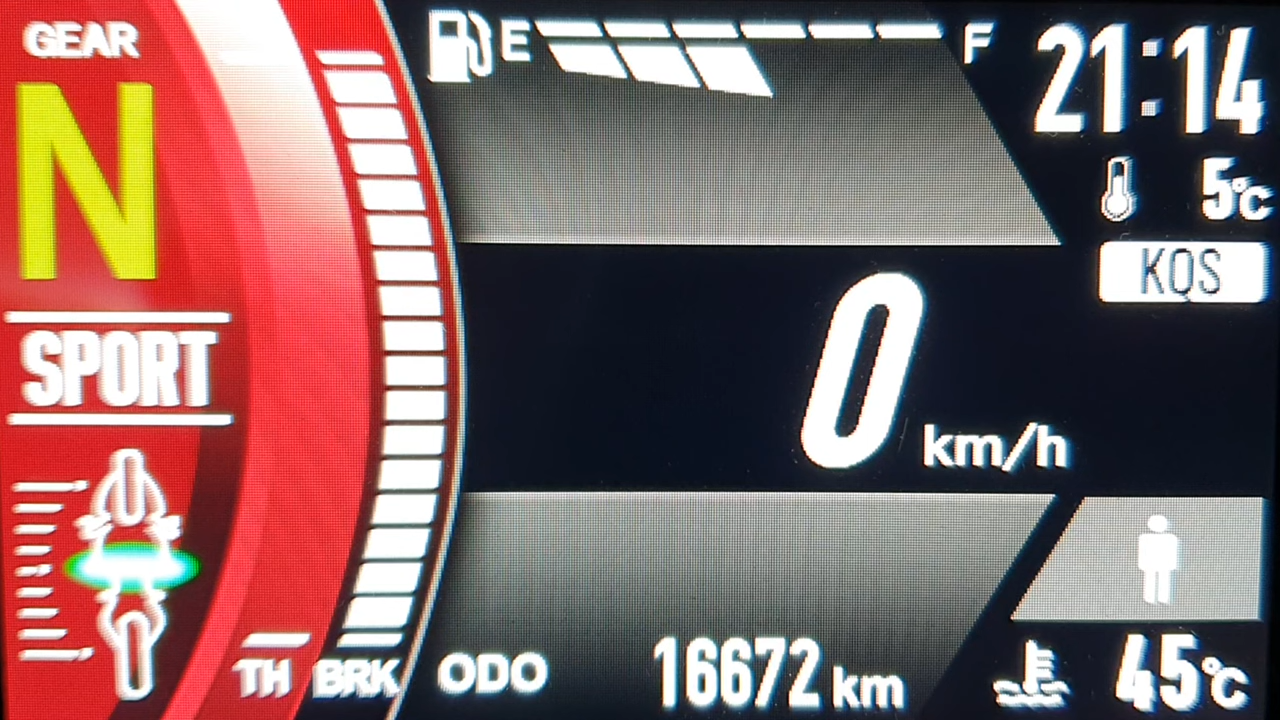 GEAR
N
SPORT
TH BRK
E F
21:14
5°C
KQS
0 km/h
ODO 16672 km
45°C